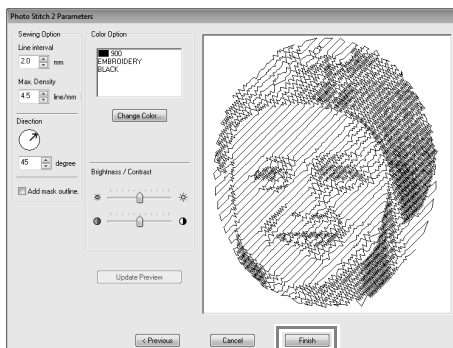 Photo Stitch 2 Parameters
Sewing Option
Line interval
2.0 mm
Max. Density
4.5 line/mm
Direction
45 degree
Add mask outline.
Color Option
900
EMBROIDERY
BLACK
Change Color...
Brightness / Contrast
Update Preview
< Previous
Cancel
Finish